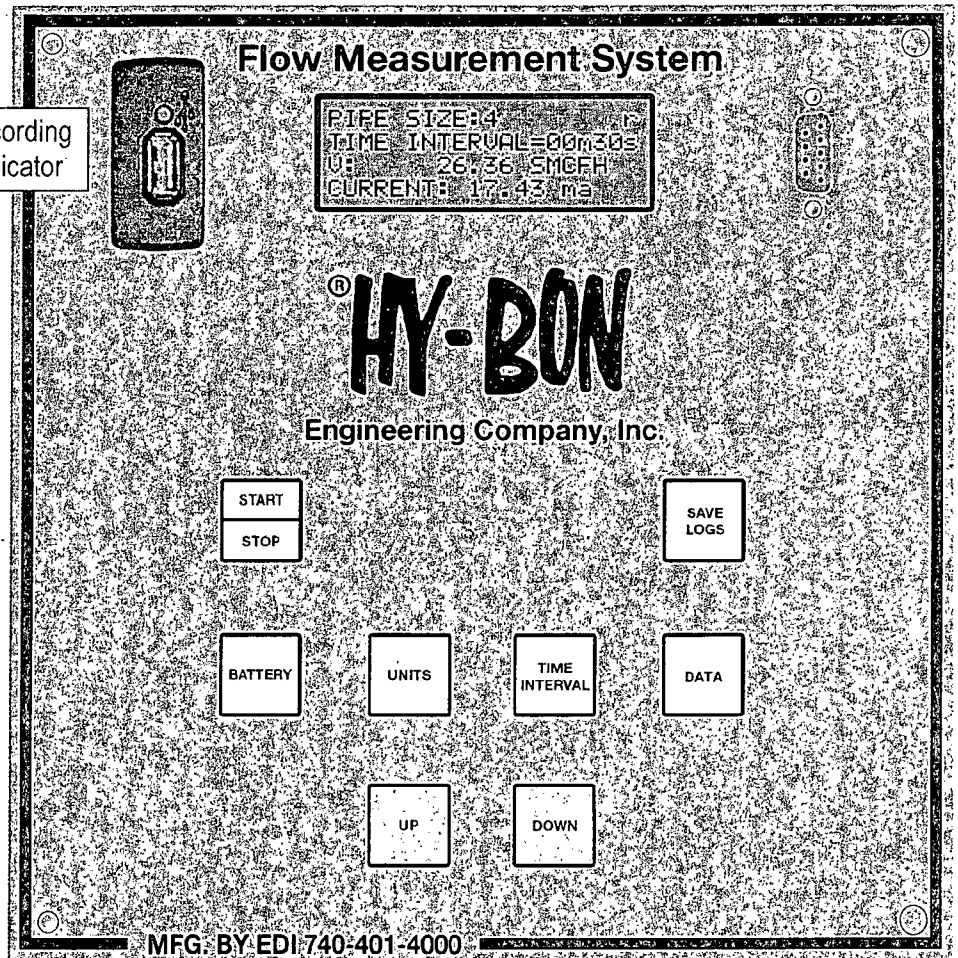 Flow Measurement System
cording
icator
PIPE SIZE:4" r
TIME INTERVAL=00m30s
V: 26.36 SMCFH
CURRENT: 17.43 ma
® HY-BON
Engineering Company, Inc.
START
STOP
SAVE
LOGS
BATTERY
UNITS
TIME
INTERVAL
DATA
UP
DOWN
MFG. BY EDI 740-401-4000